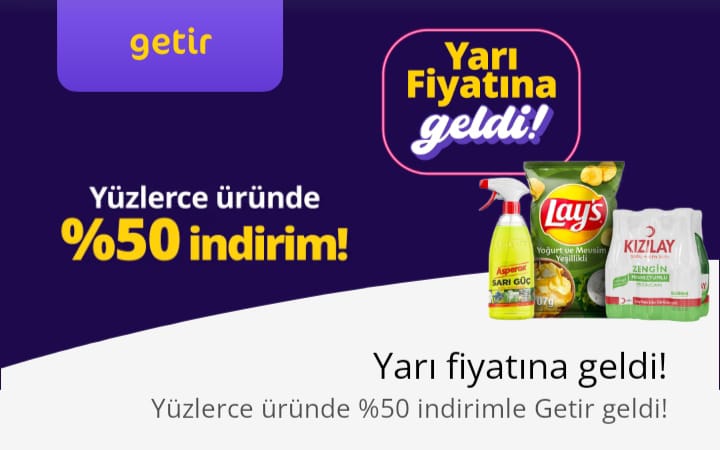 getir
Yarı
Fiyatına
geldi!
Yüzlerce üründe
%50 indirim!
Lay's
Yoğurt ve Mevsim
Yeşillikli
Asperox
SARI GÜÇ
KIZILAY
ZENGİN
Yarı fiyatına geldi!
Yüzlerce üründe %50 indirimle Getir geldi!